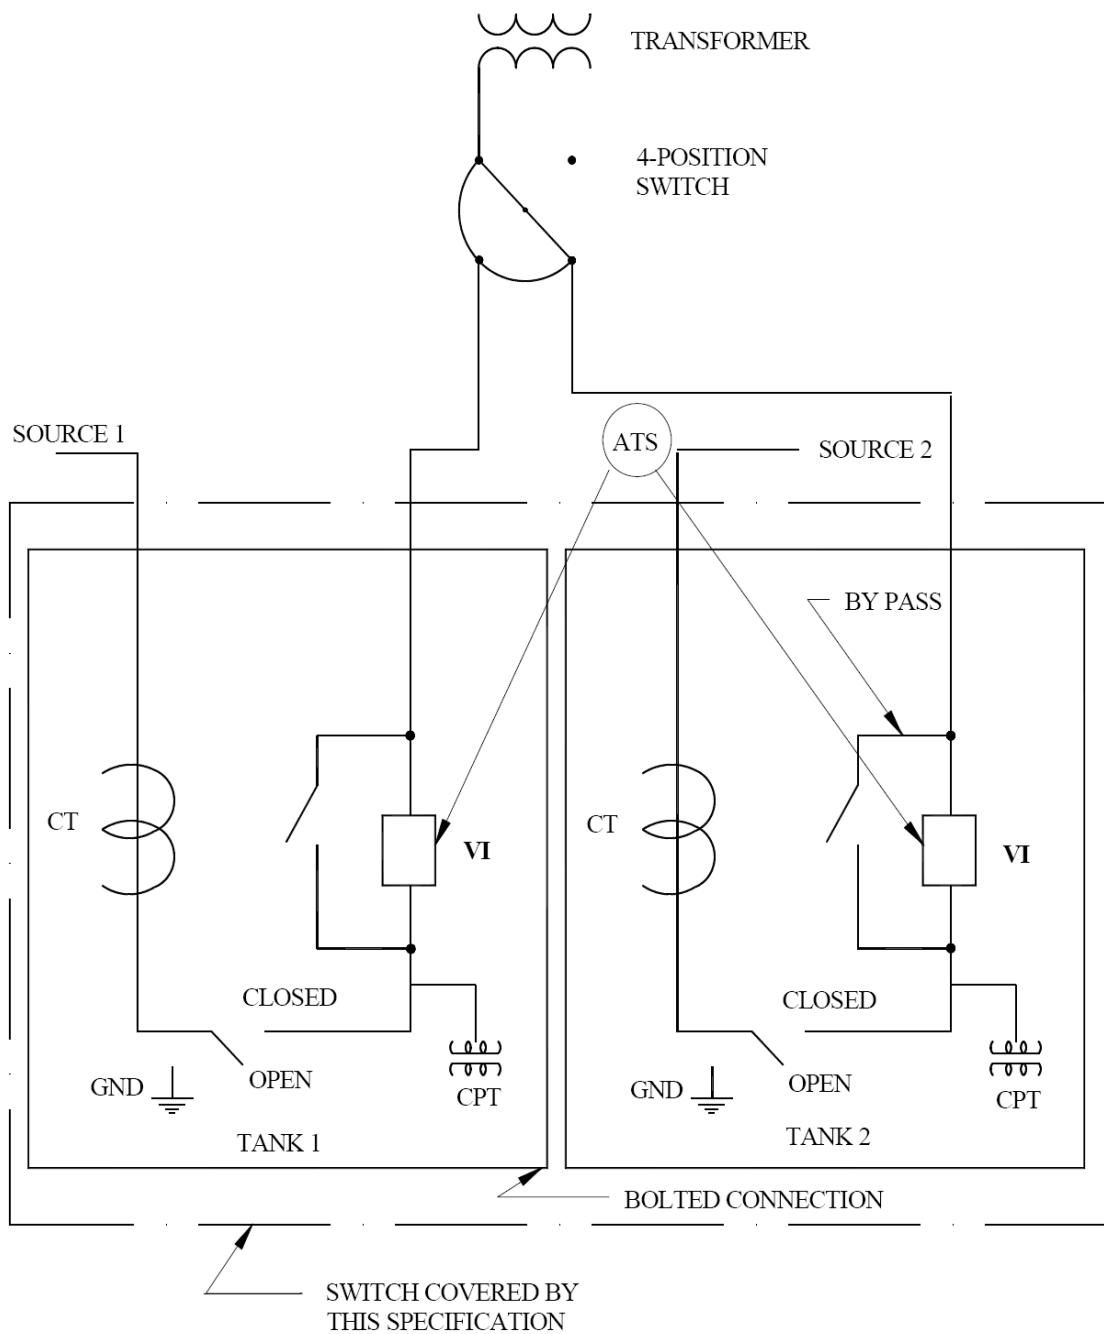 TRANSFORMER
4-POSITION
SWITCH
SOURCE 1
ATS
SOURCE 2
BY PASS
CT
VI
CT
VI
CLOSED
CLOSED
GND
OPEN
CPT
GND
OPEN
CPT
TANK 1
TANK 2
BOLTED CONNECTION
SWITCH COVERED BY
THIS SPECIFICATION